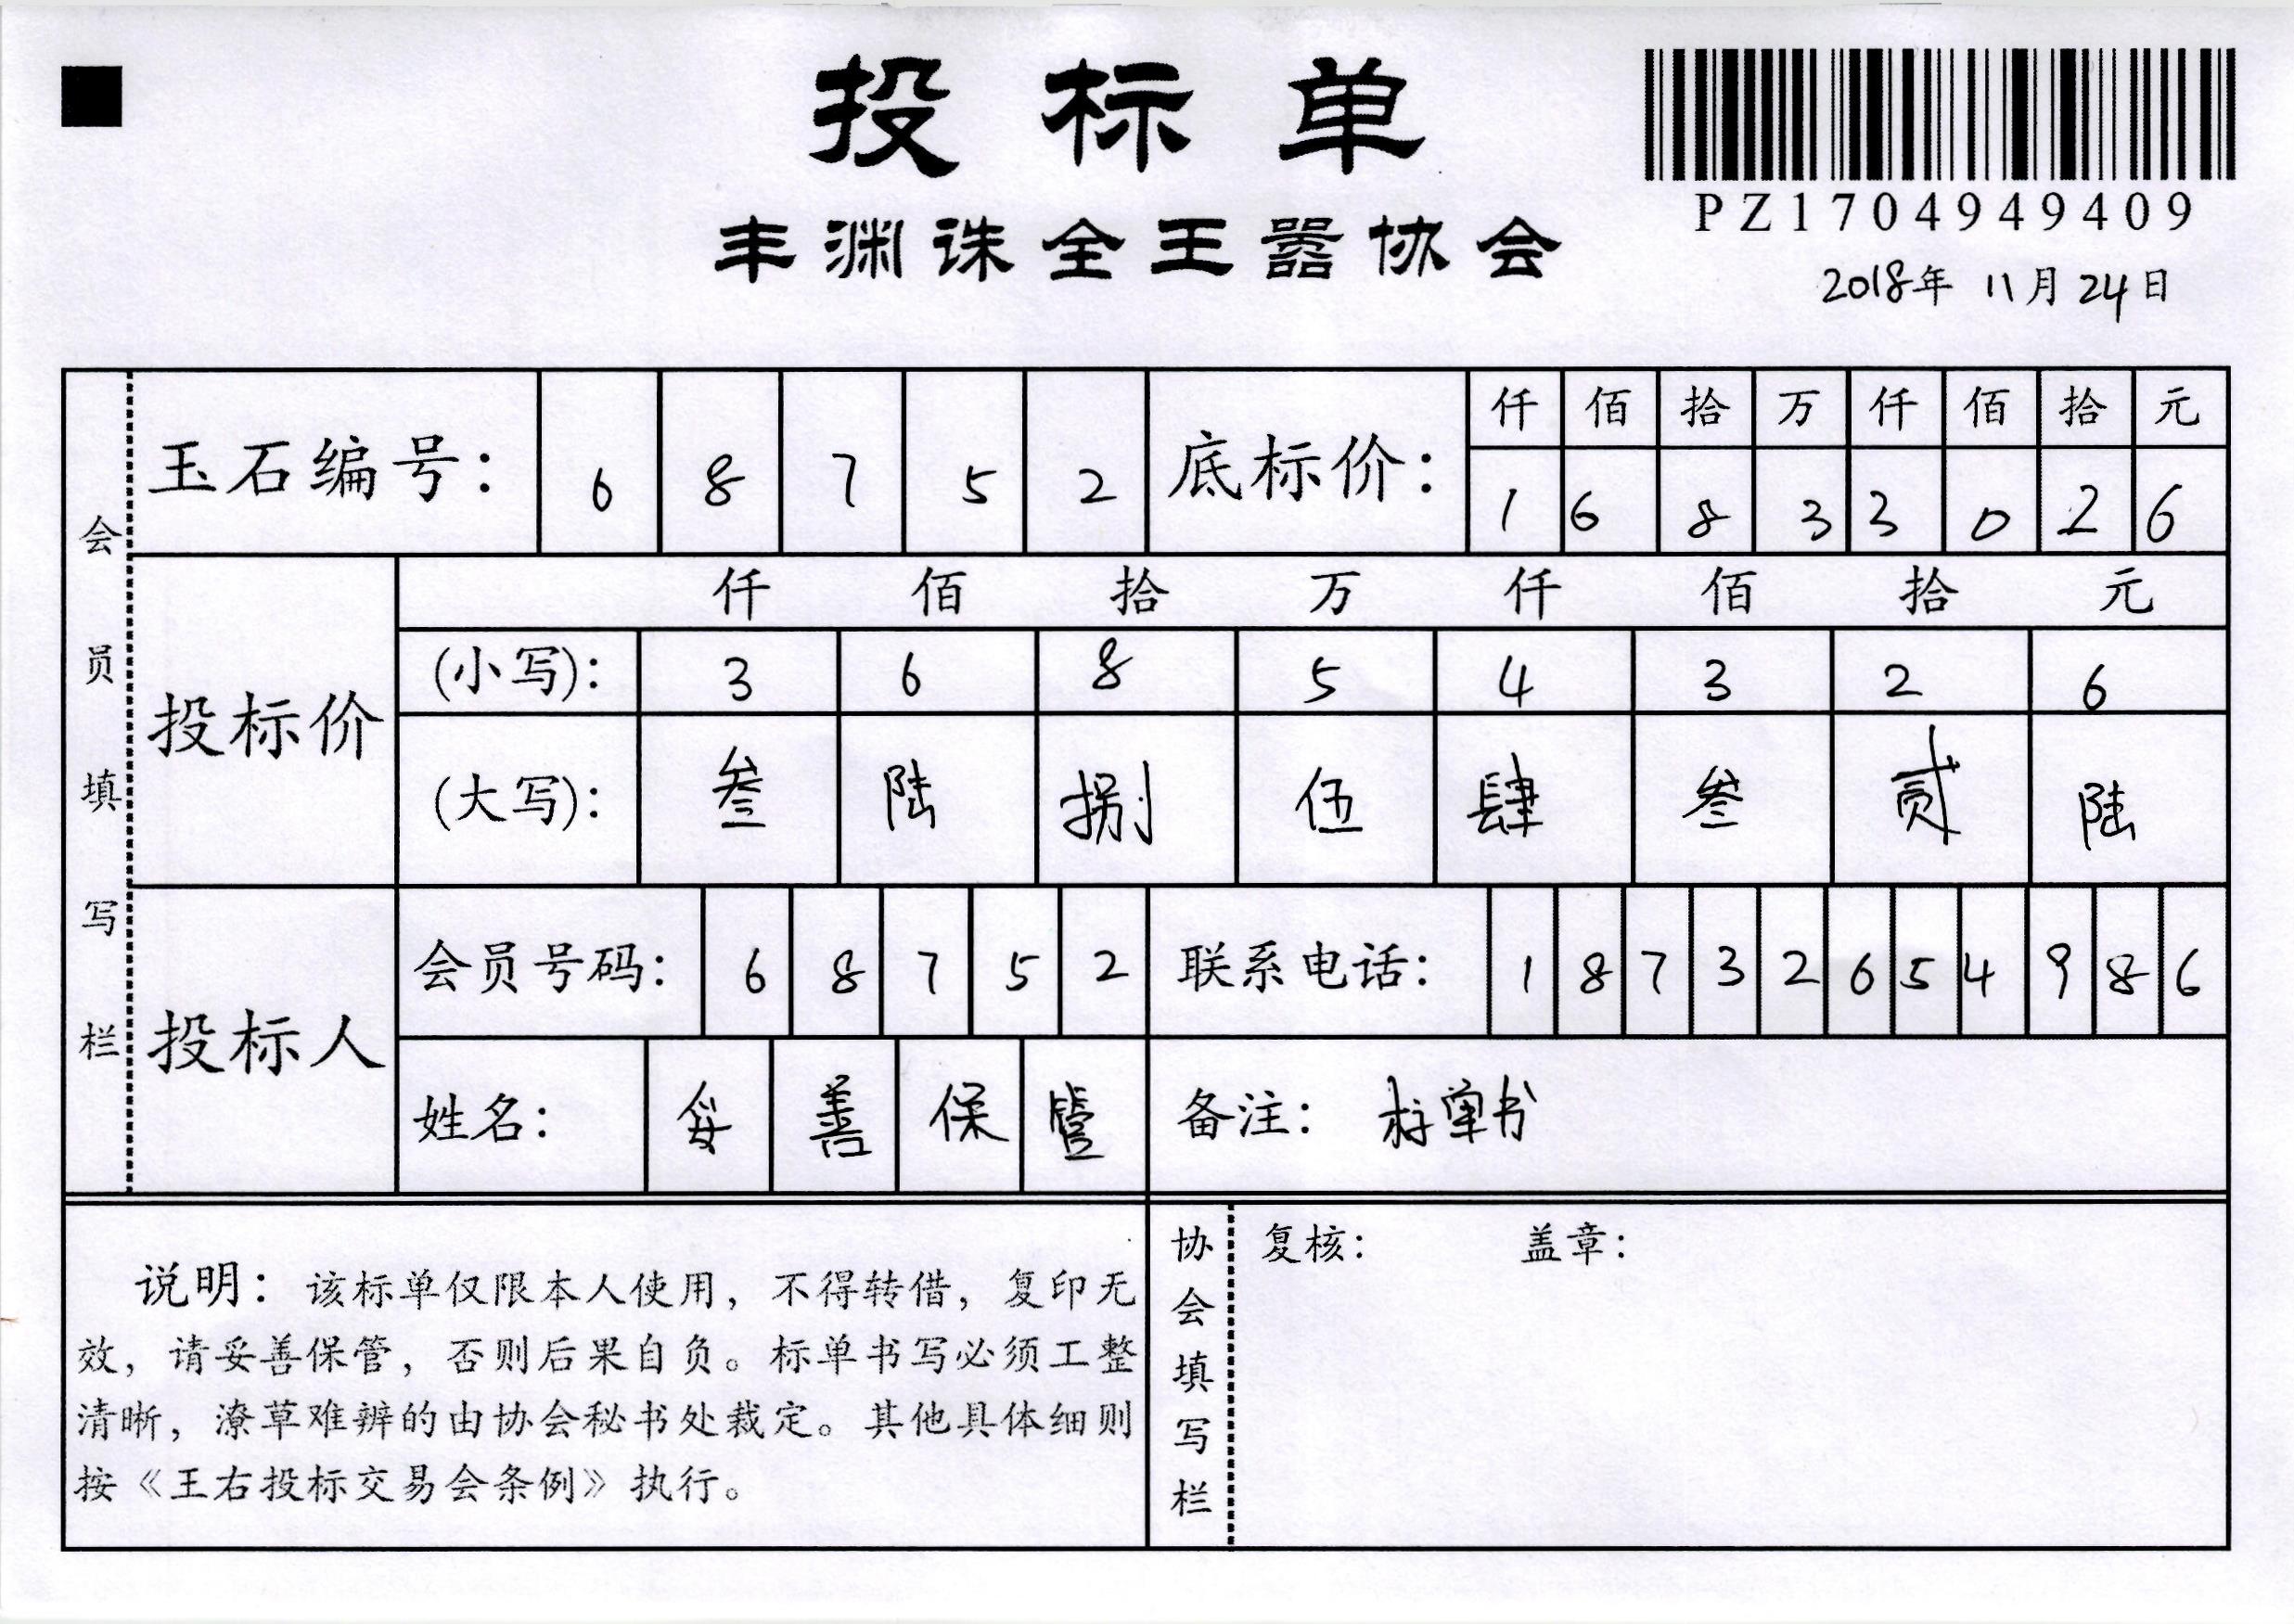 投标单
PZ1704949409
丰渊诛全王嚣协会
2018年 11月24日
会员填写栏
玉石编号: 6 8 7 5 2 底标价: 仟 佰 拾 万 仟 佰 拾 元
1 6 8 3 3 0 2 6
投标价 仟 佰 拾 万 仟 佰 拾 元
(小写): 3 6 8 5 4 3 2 6
(大写): 叁 陆 捌 伍 肆 叁 贰 陆
投标人 会员号码: 6 8 7 5 2 联系电话: 1 8 7 3 2 6 5 4 9 8 6
姓名: 妥 善 保 管 备注: 标单书
说明: 该标单仅限本人使用, 不得转借, 复印无
效, 请妥善保管, 否则后果自负。标单书写必须工整
清晰, 潦草难辨的由协会秘书处裁定。其他具体细则
按《王右投标交易会条例》执行。
协会填写栏
复核: 盖章: